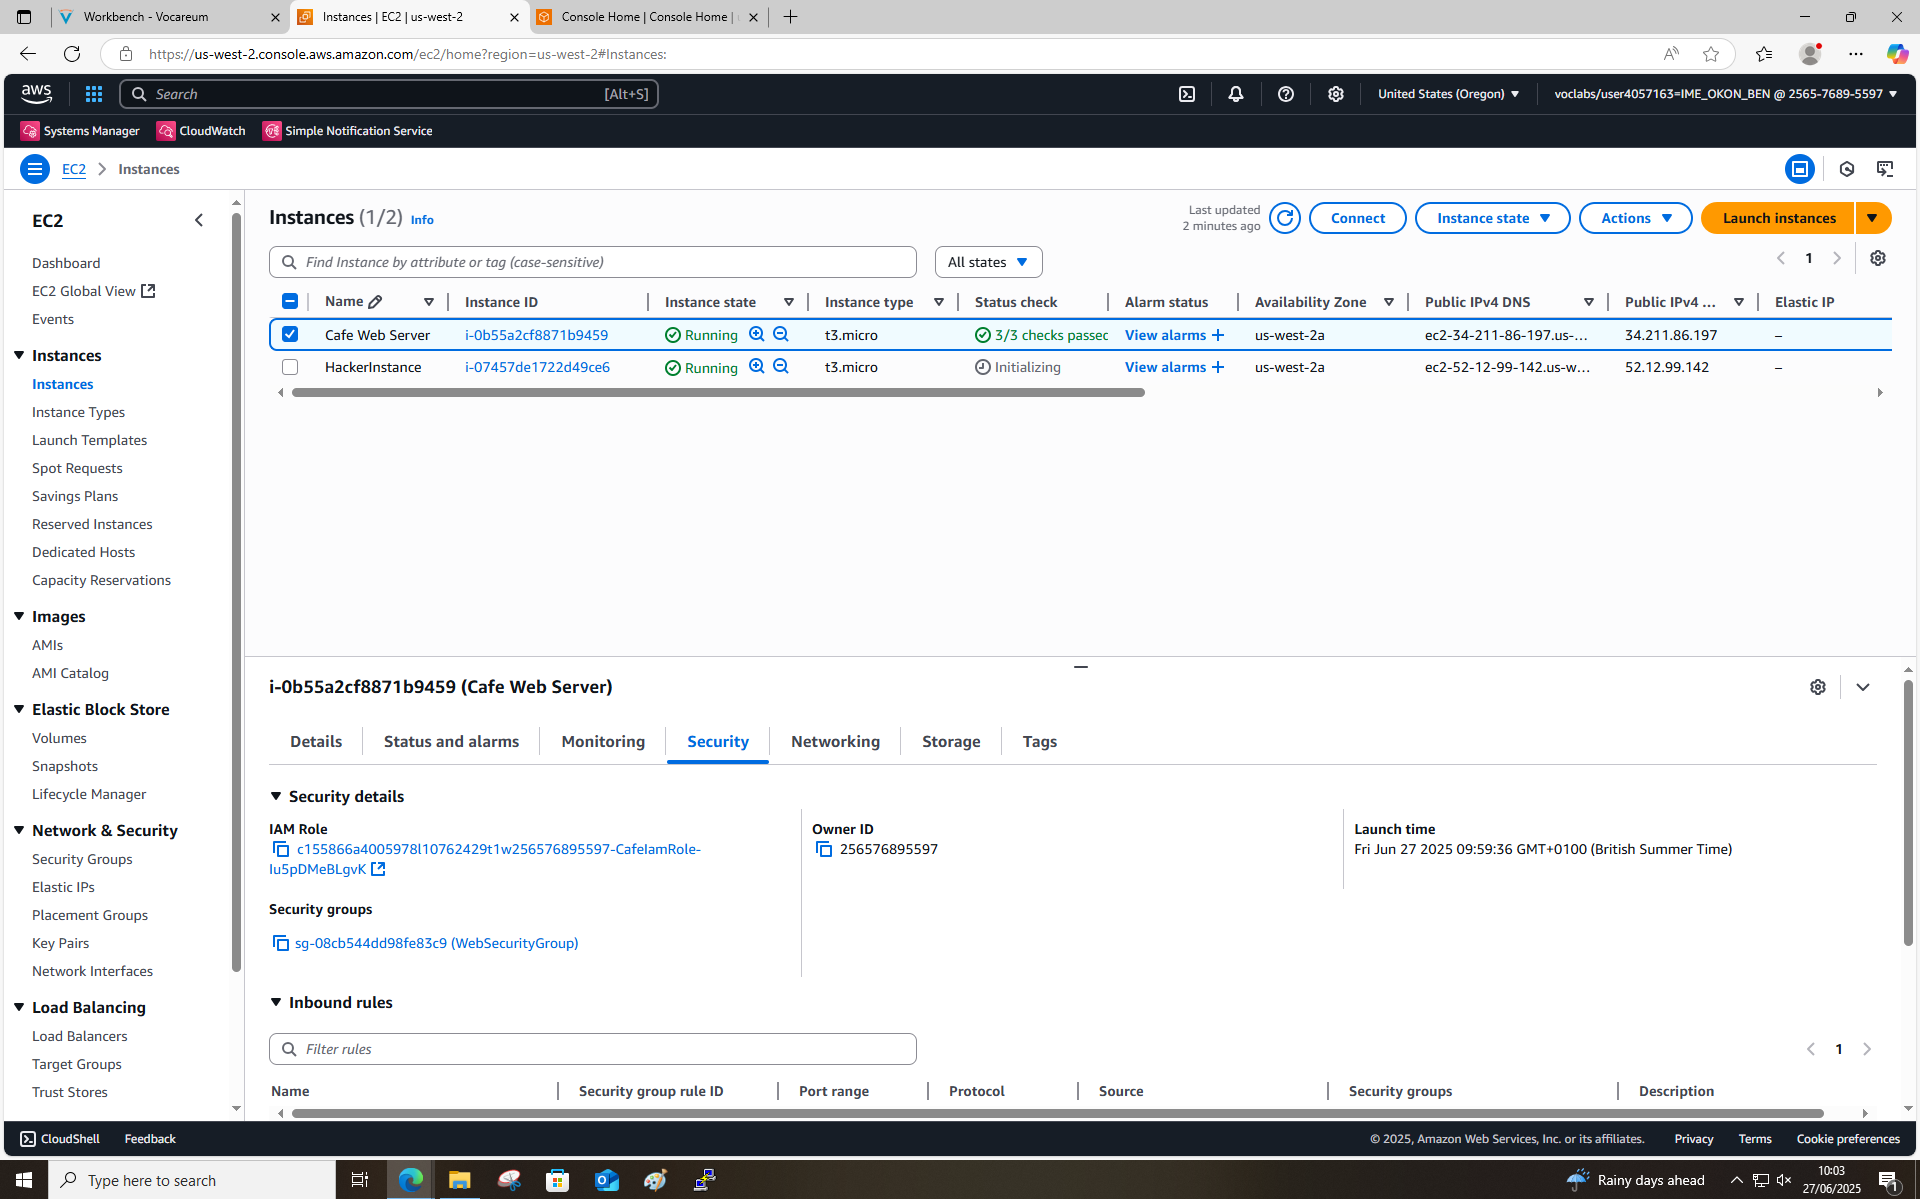 Workbench - Vocareum
Instances | EC2 | us-west-2
Console Home | Console Home |
https://us-west-2.console.aws.amazon.com/ec2/home?region=us-west-2#Instances:
aws
Search
[Alt+S]
United States (Oregon)
voclabs/user4057163=IME_OKON_BEN @ 2565-7689-5597
Systems Manager
CloudWatch
Simple Notification Service
EC2
Instances
EC2
Dashboard
EC2 Global View
Events
Instances
Instances
Instance Types
Launch Templates
Spot Requests
Savings Plans
Reserved Instances
Dedicated Hosts
Capacity Reservations
Images
AMIs
AMI Catalog
Elastic Block Store
Volumes
Snapshots
Lifecycle Manager
Network & Security
Security Groups
Elastic IPs
Placement Groups
Key Pairs
Network Interfaces
Load Balancing
Load Balancers
Target Groups
Trust Stores
Instances (1/2) Info
Last updated
2 minutes ago
Connect
Instance state
Actions
Launch instances
Find Instance by attribute or tag (case-sensitive)
All states
1
Name Instance ID Instance state Instance type Status check Alarm status Availability Zone Public IPv4 DNS Public IPv4 ... Elastic IP
Cafe Web Server i-0b55a2cf8871b9459 Running t3.micro 3/3 checks passec View alarms us-west-2a ec2-34-211-86-197.us-... 34.211.86.197 –
HackerInstance i-07457de1722d49ce6 Running t3.micro Initializing View alarms us-west-2a ec2-52-12-99-142.us-w... 52.12.99.142 –
i-0b55a2cf8871b9459 (Cafe Web Server)
Details
Status and alarms
Monitoring
Security
Networking
Storage
Tags
Security details
IAM Role
c155866a4005978l10762429t1w256576895597-CafeIamRole-
Iu5pDMeBLgvK
Owner ID
256576895597
Launch time
Fri Jun 27 2025 09:59:36 GMT+0100 (British Summer Time)
Security groups
sg-08cb544dd98fe83c9 (WebSecurityGroup)
Inbound rules
Filter rules
1
Name Security group rule ID Port range Protocol Source Security groups Description
CloudShell
Feedback
© 2025, Amazon Web Services, Inc. or its affiliates.
Privacy
Terms
Cookie preferences
Type here to search
Rainy days ahead
10:03
27/06/2025
1